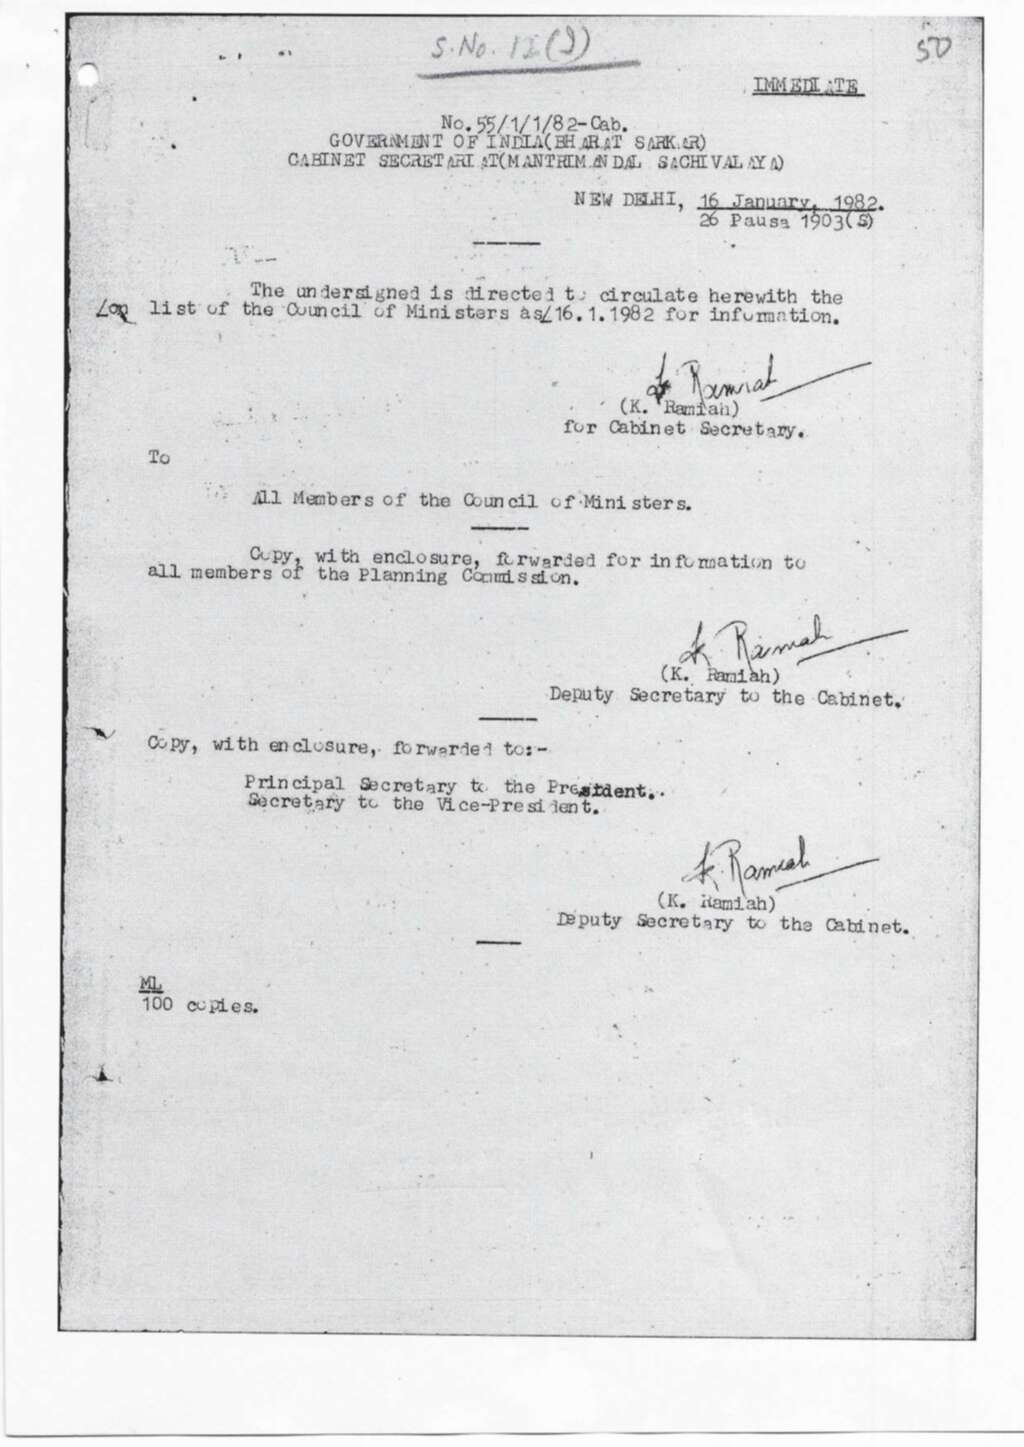 S.No. 12(I)
50
IMMEDIATE
No.55/1/1/82-Cab.
GOVERNMENT OF INDIA(BHARAT SARKAR)
CABINET SECRETARIAT(MANTRIMANDAL SACHIVALAYA)
NEW DELHI, 16 January, 1982.
26 Pausa 1903(S)
The undersigned is directed to circulate herewith the
/on list of the Council of Ministers as/16.1.1982 for information.
K. Ramiah
(K. Ramiah)
for Cabinet Secretary.
To
All Members of the Council of Ministers.
Copy, with enclosure, forwarded for information to
all members of the Planning Commission.
K. Ramiah
(K. Ramiah)
Deputy Secretary to the Cabinet.
Copy, with enclosure, forwarded to:-
Principal Secretary to the President.
Secretary to the Vice-President.
K. Ramiah
(K. Ramiah)
Deputy Secretary to the Cabinet.
ML
100 copies.